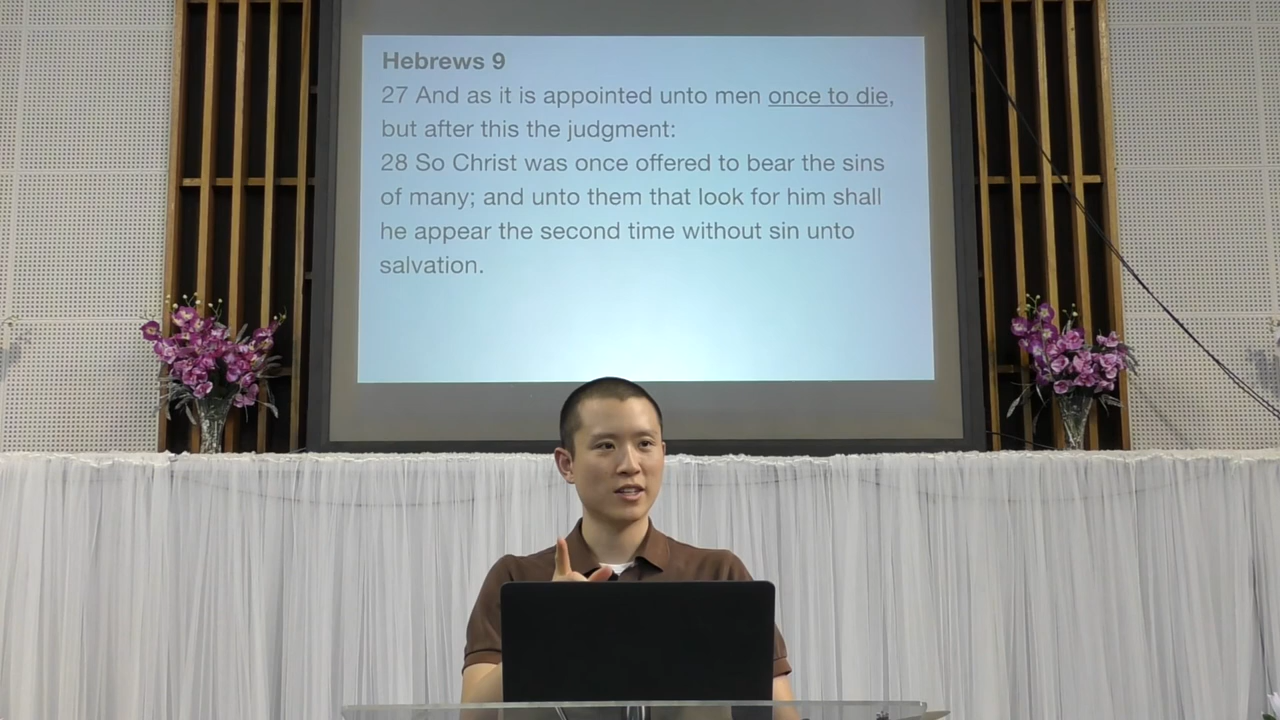 Hebrews 9
27 And as it is appointed unto men once to die,
but after this the judgment:
28 So Christ was once offered to bear the sins
of many; and unto them that look for him shall
he appear the second time without sin unto
salvation.